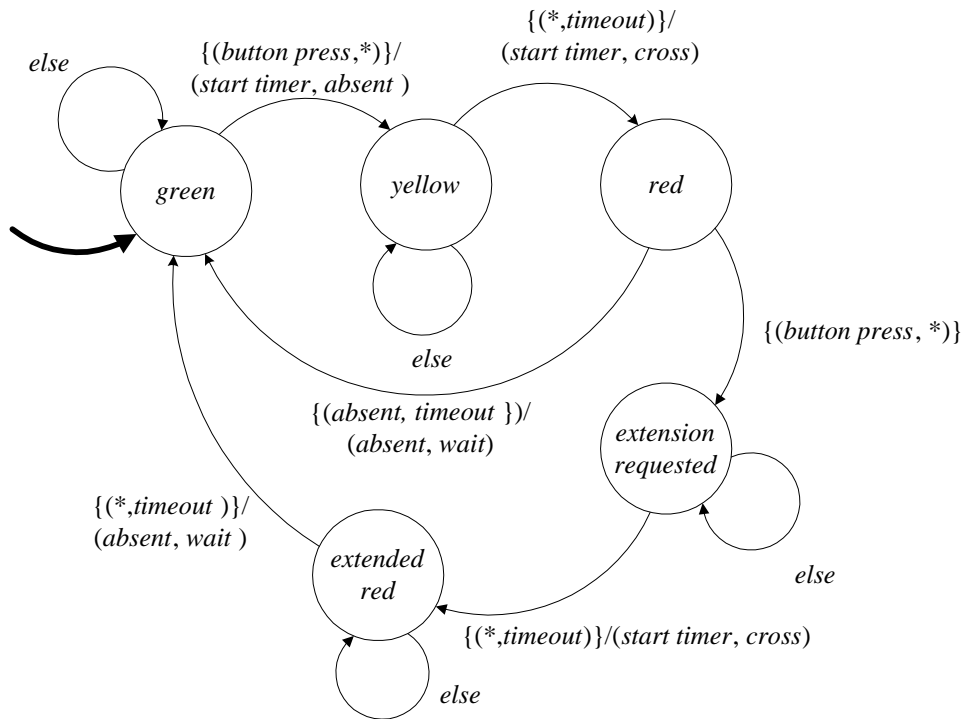 {(*,timeout)}/
(start timer, cross)
{(button press,*)}/
(start timer, absent )
else
green
yellow
red
{(button press, *)}
else
{(absent, timeout })/
(absent, wait)
extension
requested
{(*,timeout )}/
(absent, wait )
extended
red
else
{(*,timeout)}/(start timer, cross)
else